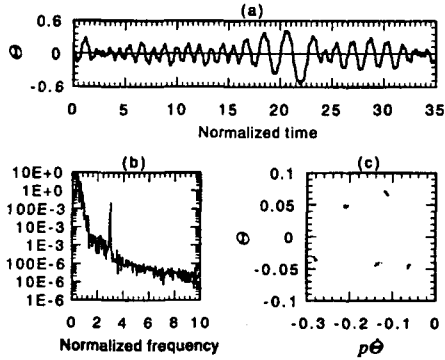 (a)
0.6
0
-0.6
Θ
0 5 10 15 20 25 30 35
Normalized time
(b)
10E+0
1E+0
100E-3
1E-3
100E-6
10E-6
1E-6
0 2 4 6 8 10
Normalized frequency
(c)
0.1
0.05
0
-0.05
-0.1
Θ
-0.3 -0.2 -0.1 0
pΘ̇